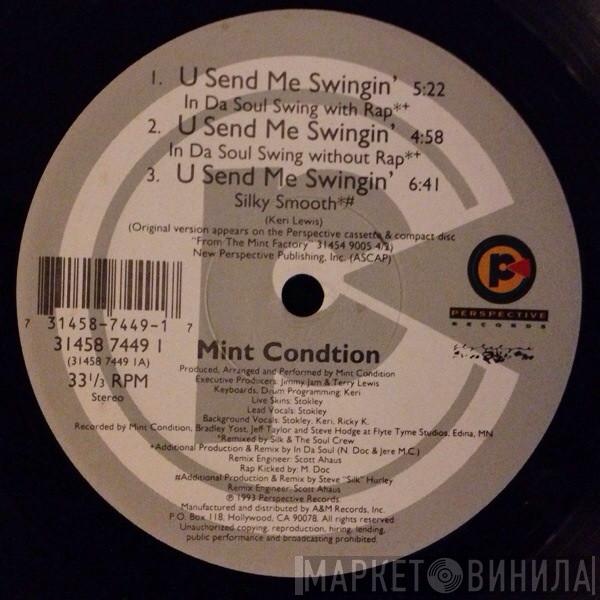 1. U Send Me Swingin' 5:22
In Da Soul Swing with Rap*+
2. U Send Me Swingin' 4:58
In Da Soul Swing without Rap*+
3. U Send Me Swingin' 6:41
Silky Smooth*#
(Keri Lewis)
(Original version appears on the Perspective cassette & compact disc
"From The Mint Factory" 31454 9005 4/2)
New Perspective Publishing, Inc. (ASCAP)
PERSPECTIVE
RECORDS
7 31458-7449-1 7
31458 7449 1
(31458 7449 1A)
33 1/3 RPM
Stereo
Mint Condtion
Produced, Arranged and Performed by Mint Condition
Executive Producers: Jimmy Jam & Terry Lewis
Keyboards, Drum Programming: Keri
Live Skins: Stokley
Lead Vocals: Stokley
Background Vocals: Stokley, Keri, Ricky K.
Recorded by Mint Condition, Bradley Yost, Jeff Taylor and Steve Hodge at Flyte Tyme Studios, Edina, MN
*Remixed by Silk & The Soul Crew
+Additional Production & Remix by In Da Soul (N. Doc & Jere M.C.)
Remix Engineer: Scott Ahaus
Rap Kicked by: M. Doc
#Additional Production & Remix by Steve "Silk" Hurley
Remix Engineer: Scott Ahaus
℗ 1993 Perspective Records.
Manufactured and distributed by A&M Records, Inc.
P.O. Box 118, Hollywood, CA 90078. All rights reserved.
Unauthorized copying, reproduction, hiring, lending,
public performance and broadcasting prohibited.
МАРКЕТ ВИНИЛА